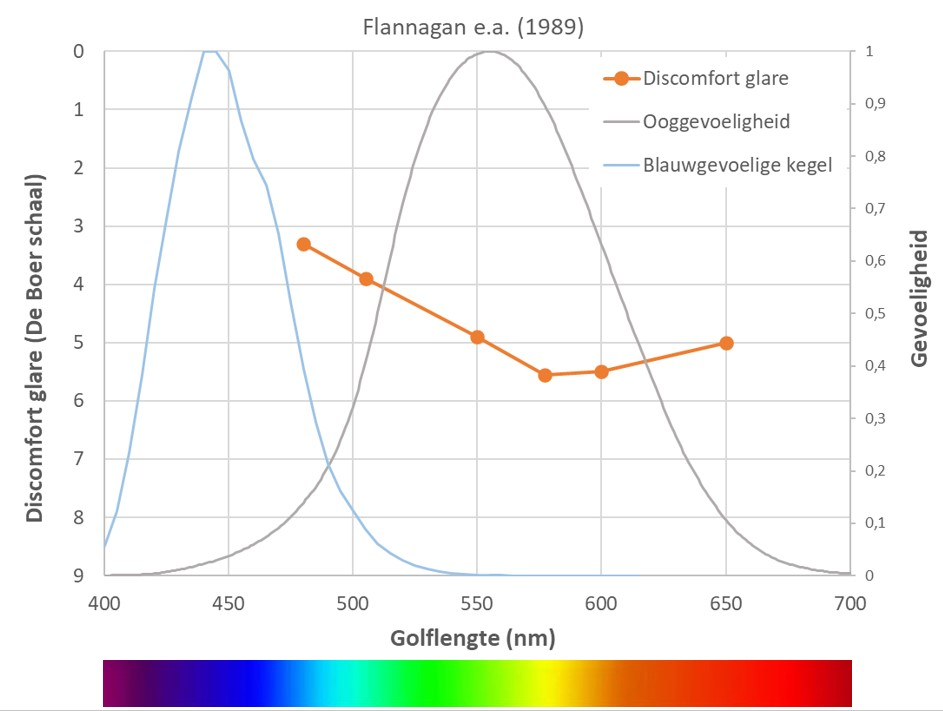 Flannagan e.a. (1989)
Discomfort glare
Ooggevoeligheid
Blauwgevoelige kegel
Discomfort glare (De Boer schaal)
0
1
2
3
4
5
6
7
8
9
1
0,9
0,8
0,7
0,6
0,5
0,4
0,3
0,2
0,1
0
Gevoeligheid
400 450 500 550 600 650 700
Golflengte (nm)